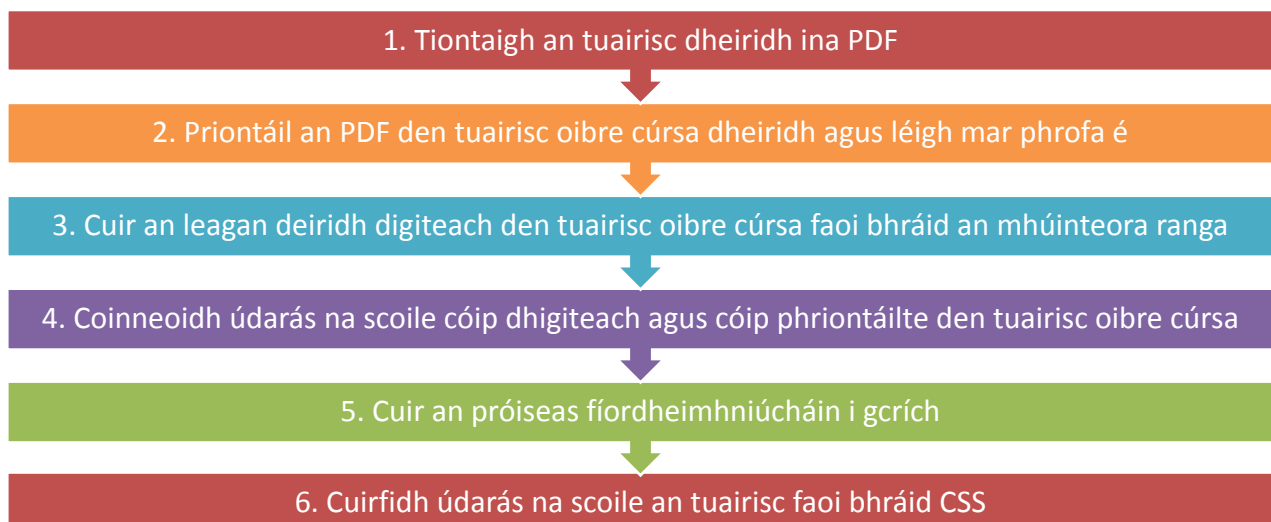 1. Tiontaigh an tuairisc dheiridh ina PDF
2. Priontáil an PDF den tuairisc oibre cúrsa dheiridh agus léigh mar phrofa é
3. Cuir an leagan deiridh digiteach den tuairisc oibre cúrsa faoi bhráid an mhúinteora ranga
4. Coinneoidh údarás na scoile cóip dhigiteach agus cóip phriontáilte den tuairisc oibre cúrsa
5. Cuir an próiseas fíordheimhniúcháin i gcrích
6. Cuirfidh údarás na scoile an tuairisc faoi bhráid CSS